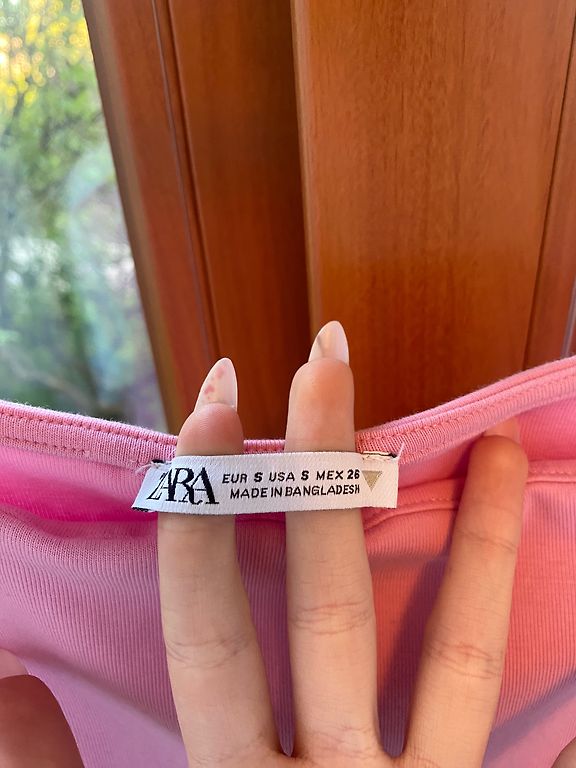 ZARA
EUR S USA S MEX 26
MADE IN BANGLADESH